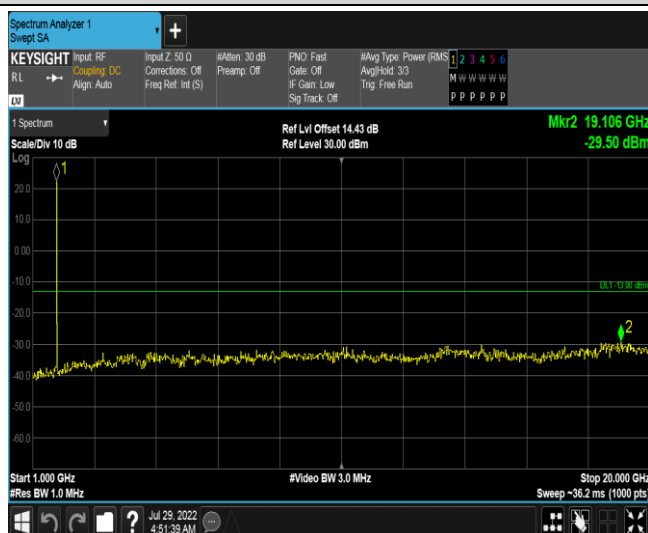 Spectrum Analyzer 1
Swept SA
+
KEYSIGHT
RL
LXI
Input: RF
Coupling: DC
Align: Auto
Input Z: 50 Ω
Corrections: Off
Freq Ref: Int (S)
#Atten: 30 dB
Preamp: Off
PNO: Fast
Gate: Off
IF Gain: Low
Sig Track: Off
#Avg Type: Power (RMS
Avg|Hold: 3/3
Trig: Free Run
1 2 3 4 5 6
M W W W W W
P P P P P P
1 Spectrum
Scale/Div 10 dB
Ref Lvl Offset 14.43 dB
Ref Level 30.00 dBm
Mkr2 19.106 GHz
-29.50 dBm
Log
1
20.0
10.0
0.00
-10.0
DL1 -13.00 dBm
-20.0
2
-30.0
-40.0
-50.0
-60.0
Start 1.000 GHz
#Video BW 3.0 MHz
Stop 20.000 GHz
#Res BW 1.0 MHz
Sweep ~36.2 ms (1000 pts)
?
Jul 29, 2022
4:51:39 AM